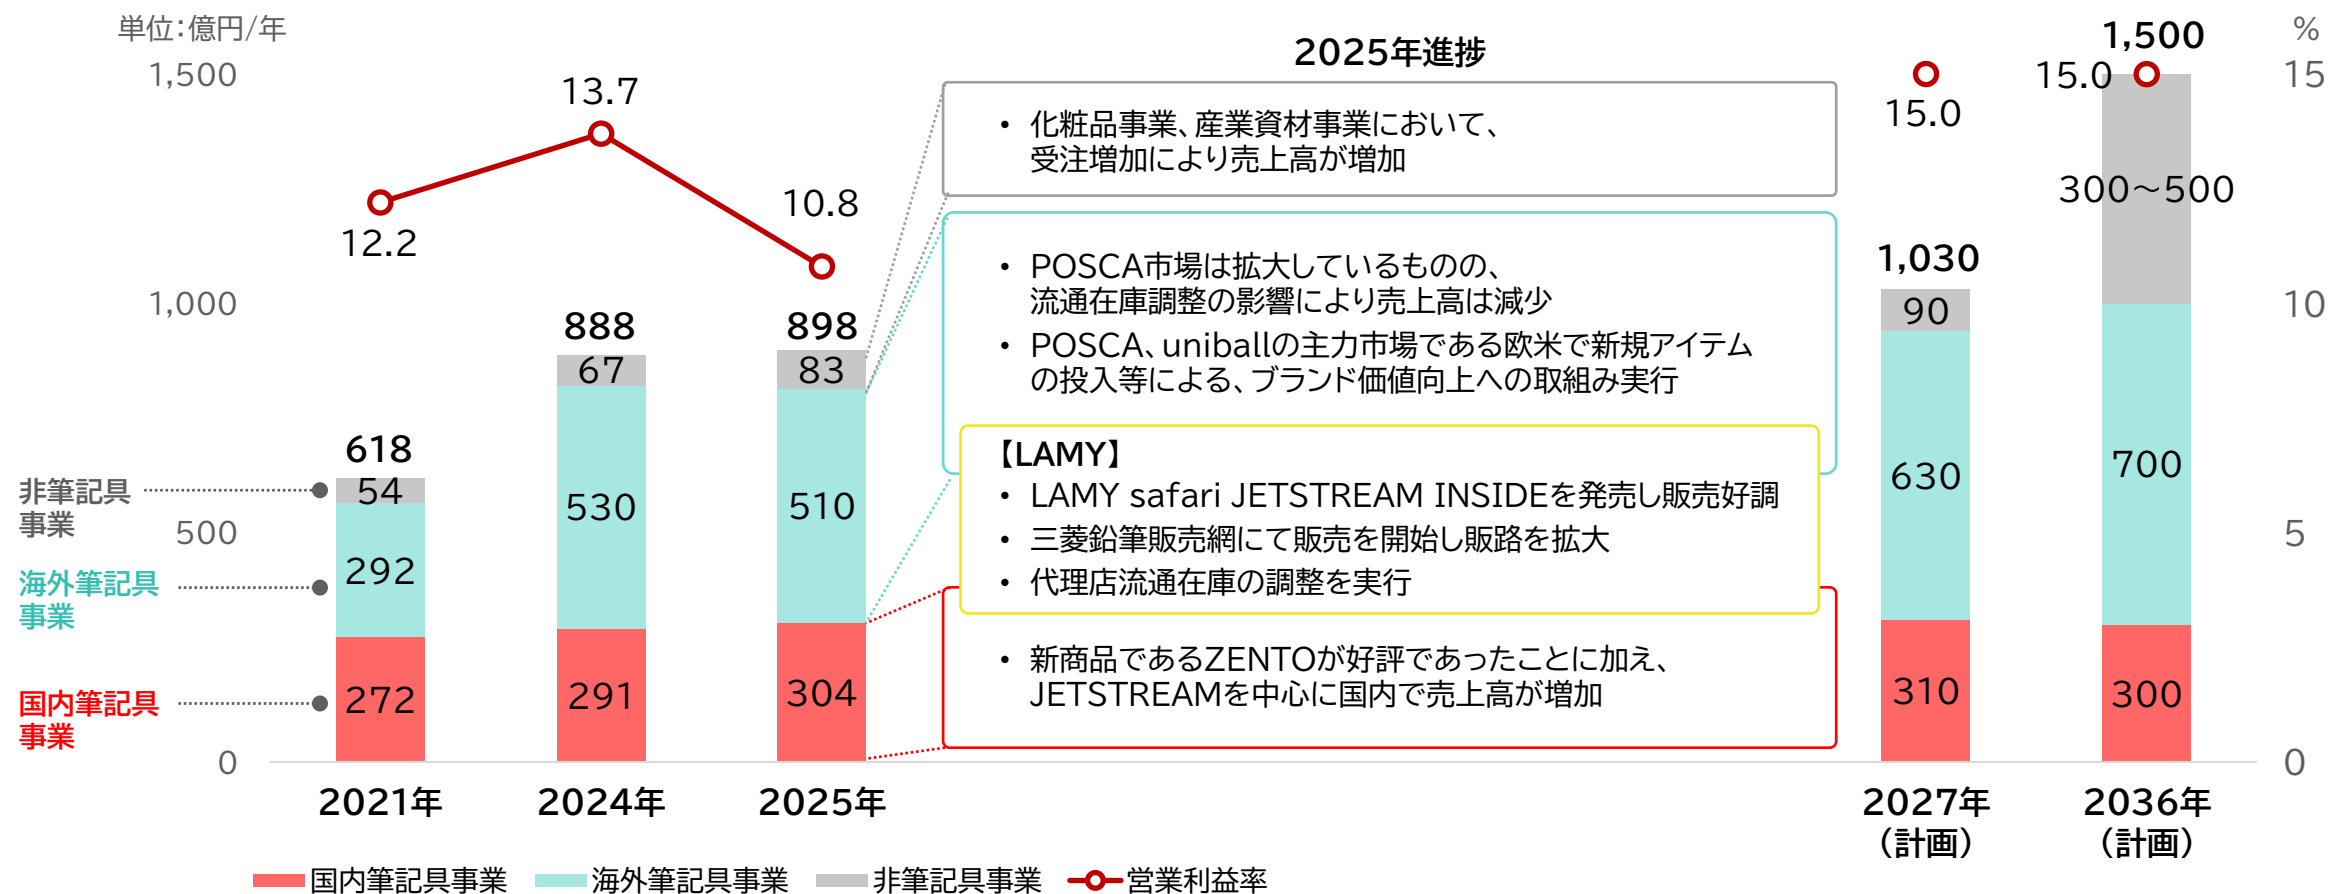 単位：億円/年
%
1,500
1,000
500
0
15
10
5
0
非筆記具
事業
海外筆記具
事業
国内筆記具
事業
12.2
13.7
10.8
15.0
15.0
618
54
292
272
888
67
530
291
898
83
510
304
2025年進捗
• 化粧品事業、産業資材事業において、
受注増加により売上高が増加
• POSCA市場は拡大しているものの、
流通在庫調整の影響により売上高は減少
• POSCA、uniballの主力市場である欧米で新規アイテム
の投入等による、ブランド価値向上への取組み実行
【LAMY】
• LAMY safari JETSTREAM INSIDEを発売し販売好調
• 三菱鉛筆販売網にて販売を開始し販路を拡大
• 代理店流通在庫の調整を実行
• 新商品であるZENTOが好評であったことに加え、
JETSTREAMを中心に国内で売上高が増加
1,030
90
630
310
1,500
300～500
700
300
2021年
2024年
2025年
2027年
（計画）
2036年
（計画）
国内筆記具事業
海外筆記具事業
非筆記具事業
営業利益率